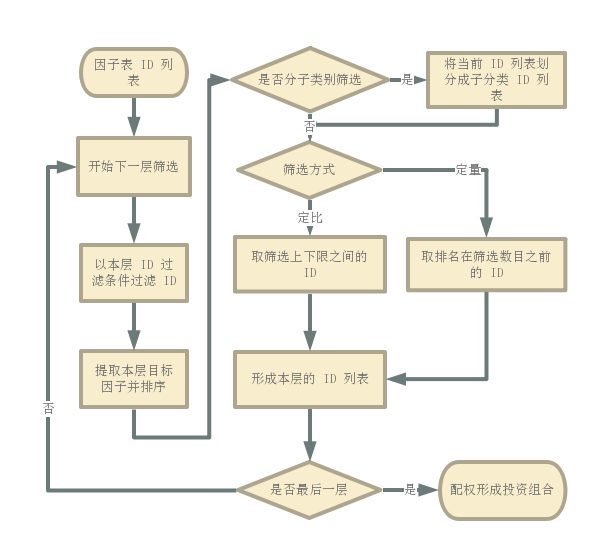 因子表 ID 列
表
开始下一层筛选
以本层 ID 过
滤条件过滤 ID
提取本层目标
因子并排序
是否分子类别筛选
是
将当前 ID 列表划
分成子分类 ID 列
表
否
筛选方式
定量
定比
取筛选上下限之间的
ID
取排名在筛选数目之前
的 ID
形成本层的 ID 列表
否
是否最后一层
是
配权形成投资组合